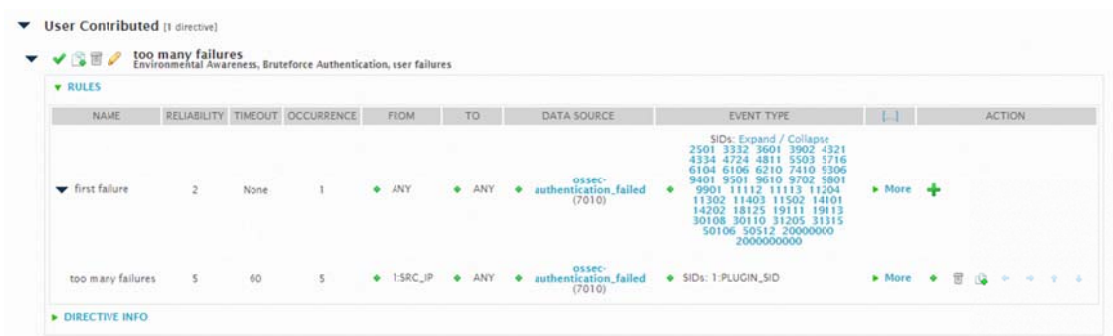 User Contributed [1 directive]
too many failures
Environmental Awareness, Bruteforce Authentication, user failures
RULES
NAME RELIABILITY TIMEOUT OCCURRENCE FROM TO DATA SOURCE EVENT TYPE [...] ACTION
first failure 2 None 1 ANY ANY ossec-authentication_failed (7010) More
SIDs: Expand / Collapse
2501 3332 3601 3902 4321
4334 4724 4811 5503 5716
6104 6106 6210 7410 9306
9401 9501 9610 9702 9801
9901 11112 11113 11204
11302 11403 11502 14101
14202 18125 19111 19113
30108 30110 31205 31315
50106 50512 20000000
2000000000
too many failures 5 60 5 1:SRC_IP ANY ossec-authentication_failed (7010) SIDs: 1:PLUGIN_SID More
DIRECTIVE INFO